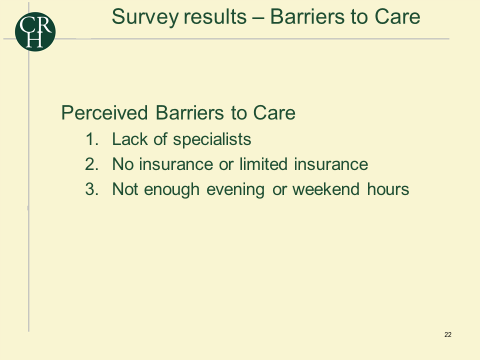 CRH
Survey results – Barriers to Care
Perceived Barriers to Care
1. Lack of specialists
2. No insurance or limited insurance
3. Not enough evening or weekend hours
22